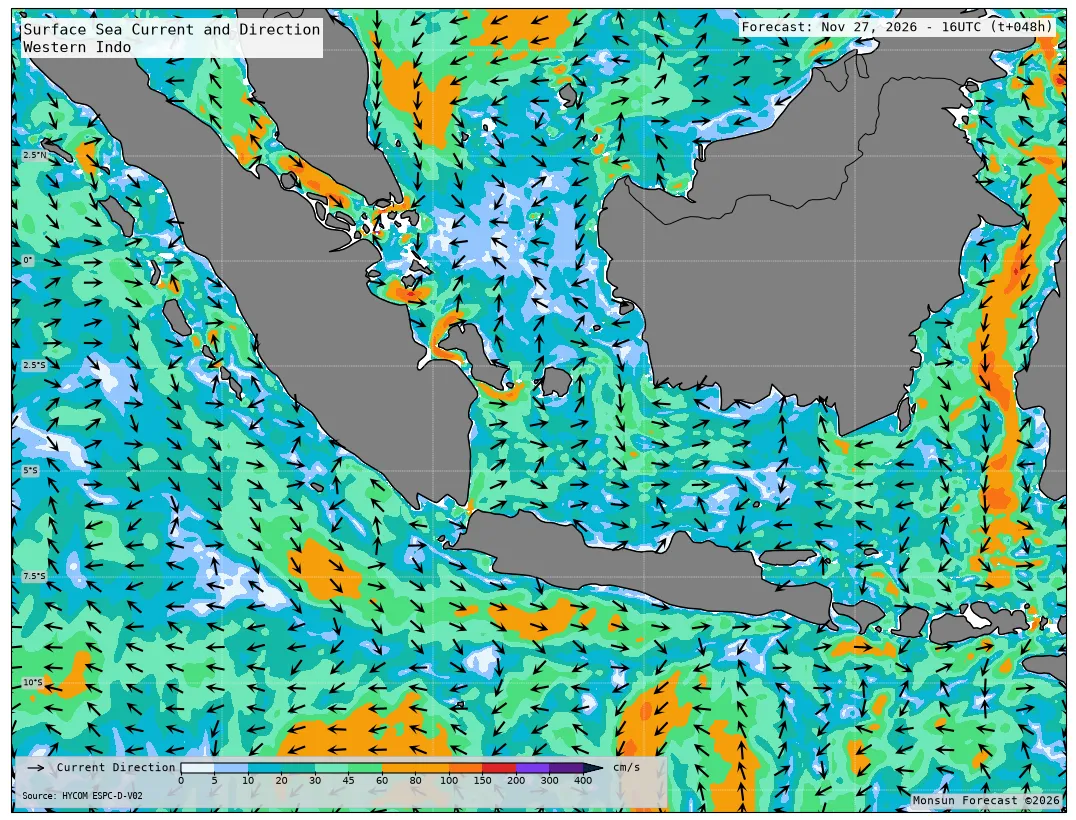 Surface Sea Current and Direction
Western Indo
Forecast: Nov 27, 2026 - 16UTC (t+048h)
2.5°N
0°
2.5°S
5°S
7.5°S
10°S
Current Direction
0 5 10 20 30 45 60 80 100 150 200 300 400
cm/s
Source: HYCOM ESPC-D-V02
Monsun Forecast ©2026